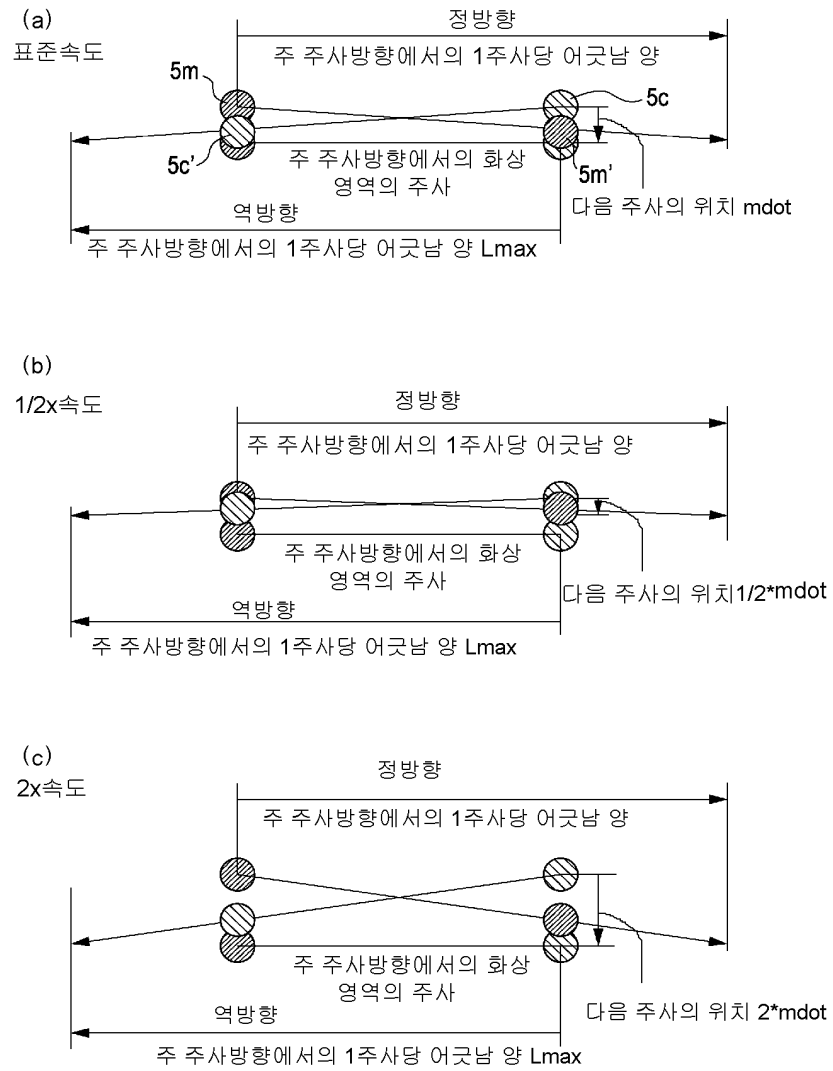 (a)
표준속도
정방향
주 주사방향에서의 1주사당 어긋남 양
5m
5c
5c'
5m'
주 주사방향에서의 화상
영역의 주사
다음 주사의 위치 mdot
역방향
주 주사방향에서의 1주사당 어긋남 양 Lmax
(b)
1/2x속도
정방향
주 주사방향에서의 1주사당 어긋남 양
주 주사방향에서의 화상
영역의 주사
다음 주사의 위치1/2*mdot
역방향
주 주사방향에서의 1주사당 어긋남 양 Lmax
(c)
2x속도
정방향
주 주사방향에서의 1주사당 어긋남 양
주 주사방향에서의 화상
영역의 주사
다음 주사의 위치 2*mdot
역방향
주 주사방향에서의 1주사당 어긋남 양 Lmax